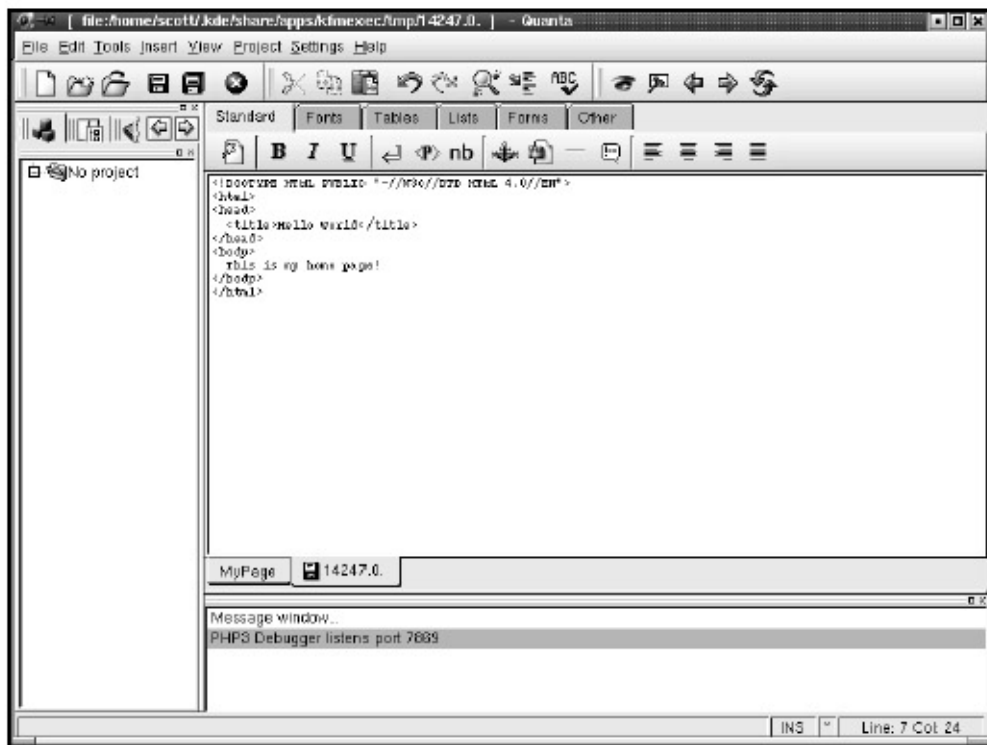 [ file:/home/scott/.kde/share/apps/kfmexec/tmp/14247.0. ] - Quanta
File Edit Tools Insert View Project Settings Help
ABC
Standard Fonts Tables Lists Forms Other
B I U <P> nb
No project
<!DOCTYPE HTML PUBLIC "-//W3C//DTD HTML 4.0//EN">
<html>
<head>
<title>Hello World</title>
</head>
<body>
This is my home page!
</body>
</html>
MyPage 14247.0.
Message window...
PHP3 Debugger listens port 7869
INS * Line: 7 Col: 24